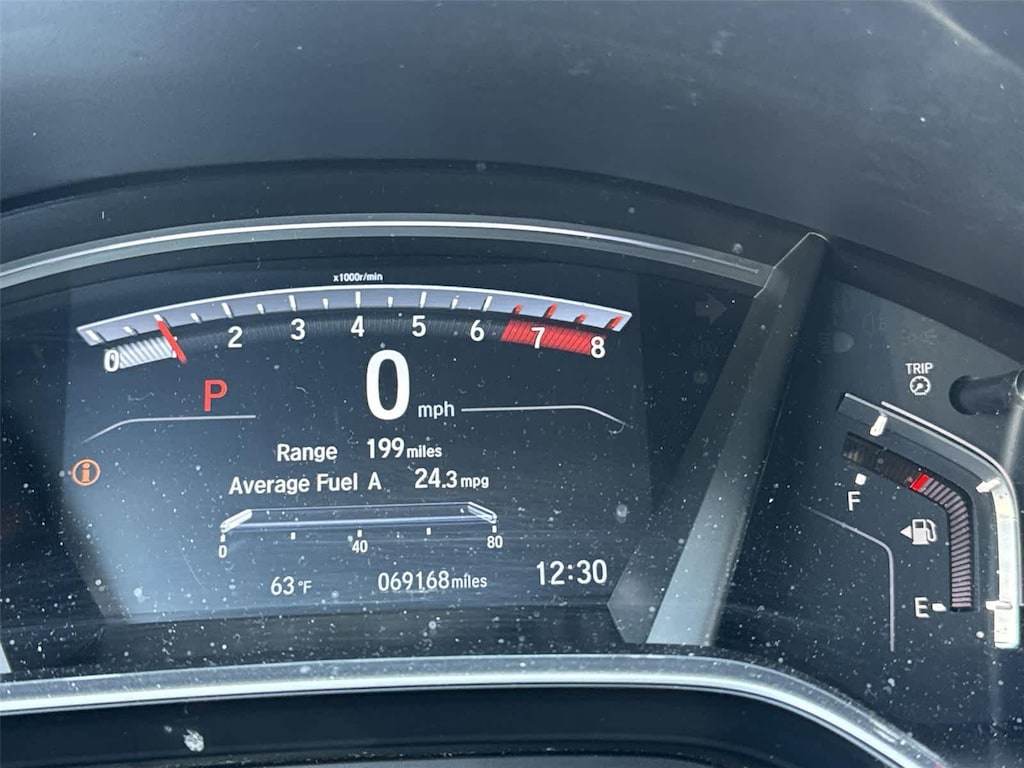 x1000r/min
0 2 3 4 5 6 7 8
P 0 mph
TRIP
Range 199 miles
Average Fuel A 24.3 mpg
0 40 80
63°F 069168 miles 12:30
F
E